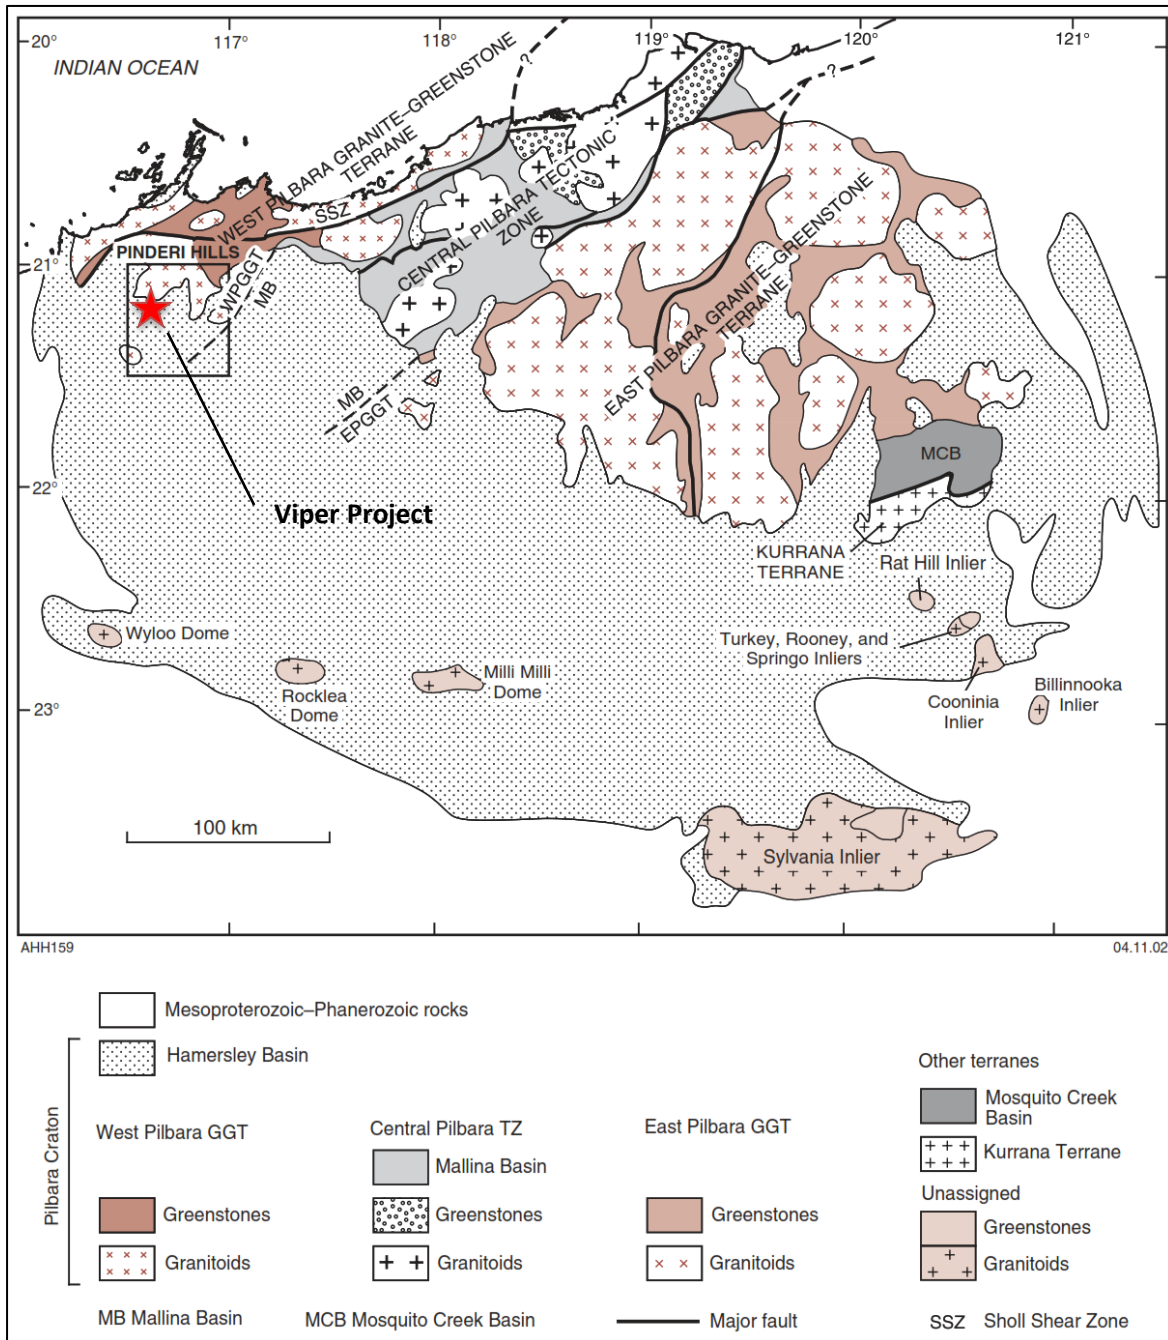 20°
117°
118°
119°
120°
121°
INDIAN OCEAN
?
?
WEST PILBARA GRANITE–GREENSTONE
TERRANE
SSZ
CENTRAL PILBARA TECTONIC
ZONE
21°
PINDERI HILLS
WPGGT
MB
EAST PILBARA GRANITE–GREENSTONE
TERRANE
MB
EPGGT
MCB
22°
Viper Project
KURRANA
TERRANE
Rat Hill Inlier
Wyloo Dome
Turkey, Rooney, and
Springo Inliers
Rocklea
Dome
Milli Milli
Dome
Cooninia
Inlier
Billinnooka
Inlier
23°
100 km
Sylvania Inlier
AHH159
04.11.02
Mesoproterozoic–Phanerozoic rocks
Hamersley Basin
Pilbara Craton
West Pilbara GGT
Greenstones
Granitoids
Central Pilbara TZ
Mallina Basin
Greenstones
Granitoids
East Pilbara GGT
Greenstones
Granitoids
Other terranes
Mosquito Creek
Basin
Kurrana Terrane
Unassigned
Greenstones
Granitoids
MB Mallina Basin
MCB Mosquito Creek Basin
Major fault
SSZ Sholl Shear Zone